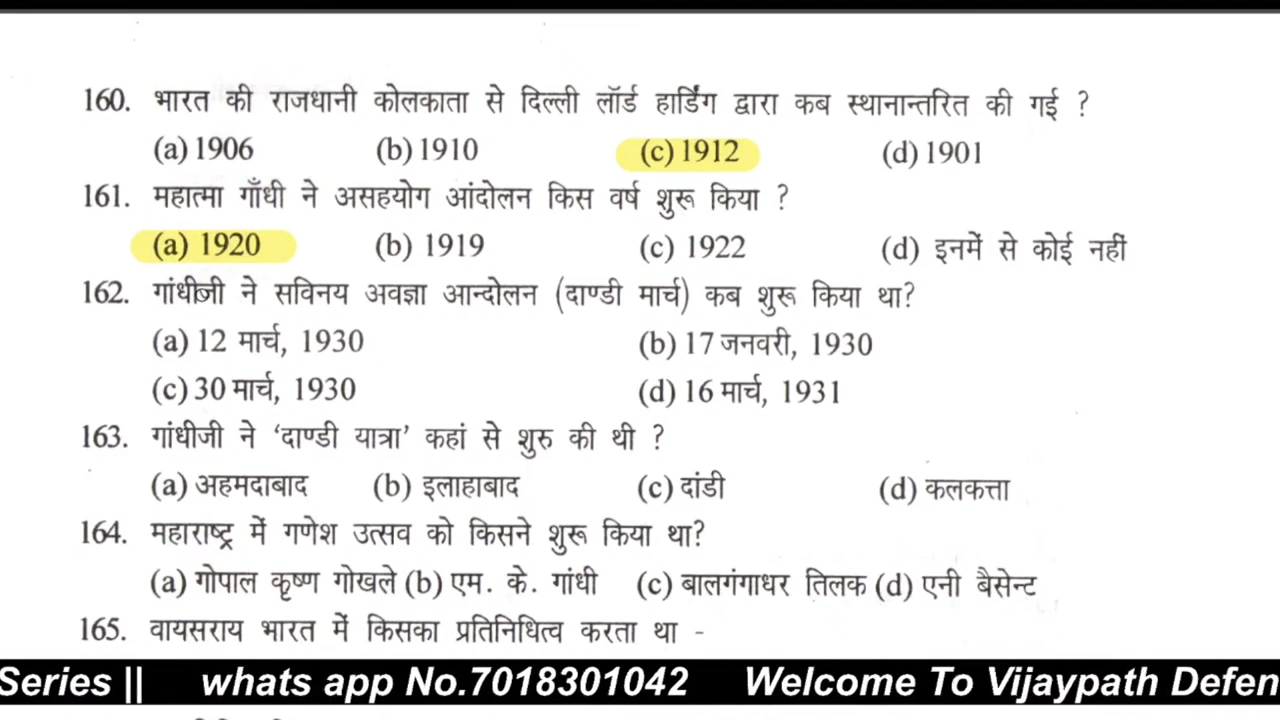 160. भारत की राजधानी कोलकाता से दिल्ली लॉर्ड हार्डिंग द्वारा कब स्थानान्तरित की गई ?
(a) 1906 (b) 1910 (c) 1912 (d) 1901
161. महात्मा गाँधी ने असहयोग आंदोलन किस वर्ष शुरू किया ?
(a) 1920 (b) 1919 (c) 1922 (d) इनमें से कोई नहीं
162. गांधीजी ने सविनय अवज्ञा आन्दोलन (दाण्डी मार्च) कब शुरू किया था?
(a) 12 मार्च, 1930 (b) 17 जनवरी, 1930
(c) 30 मार्च, 1930 (d) 16 मार्च, 1931
163. गांधीजी ने ‘दाण्डी यात्रा’ कहां से शुरु की थी ?
(a) अहमदाबाद (b) इलाहाबाद (c) दांडी (d) कलकत्ता
164. महाराष्ट्र में गणेश उत्सव को किसने शुरू किया था?
(a) गोपाल कृष्ण गोखले (b) एम. के. गांधी (c) बालगंगाधर तिलक (d) एनी बैसेन्ट
165. वायसराय भारत में किसका प्रतिनिधित्व करता था -
Series || whats app No.7018301042 Welcome To Vijaypath Defen